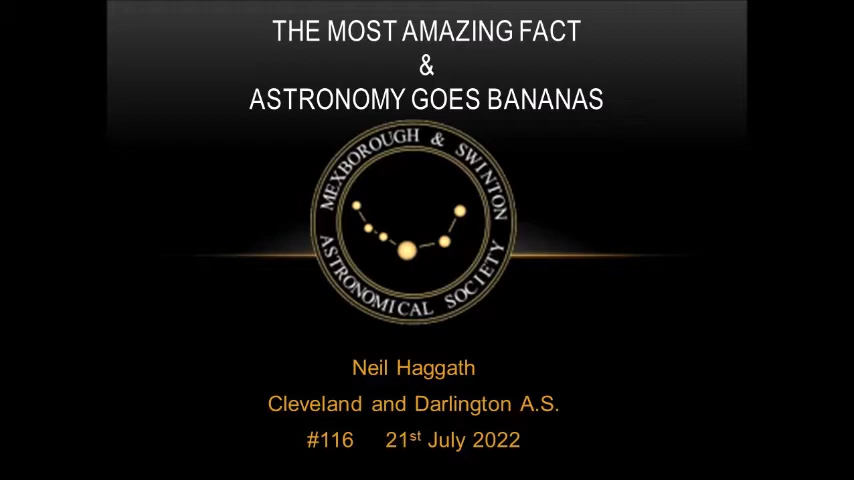 THE MOST AMAZING FACT
&
ASTRONOMY GOES BANANAS
MEXBOROUGH & SWINTON
ASTRONOMICAL SOCIETY
Neil Haggath
Cleveland and Darlington A.S.
#116 21st July 2022